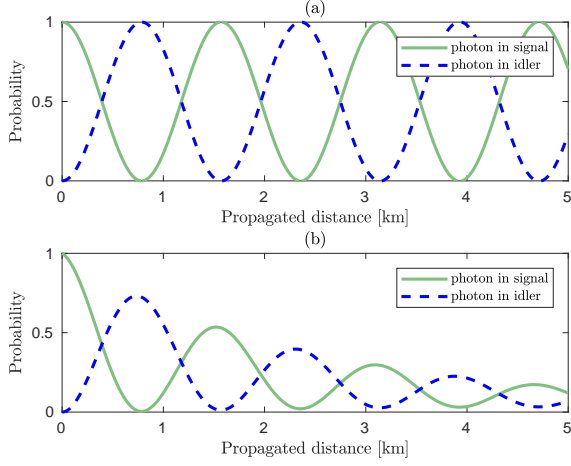 (a)
1
0.5
0
Probability
photon in signal
photon in idler
0 1 2 3 4 5
Propagated distance [km]
(b)
1
0.5
0
Probability
photon in signal
photon in idler
0 1 2 3 4 5
Propagated distance [km]